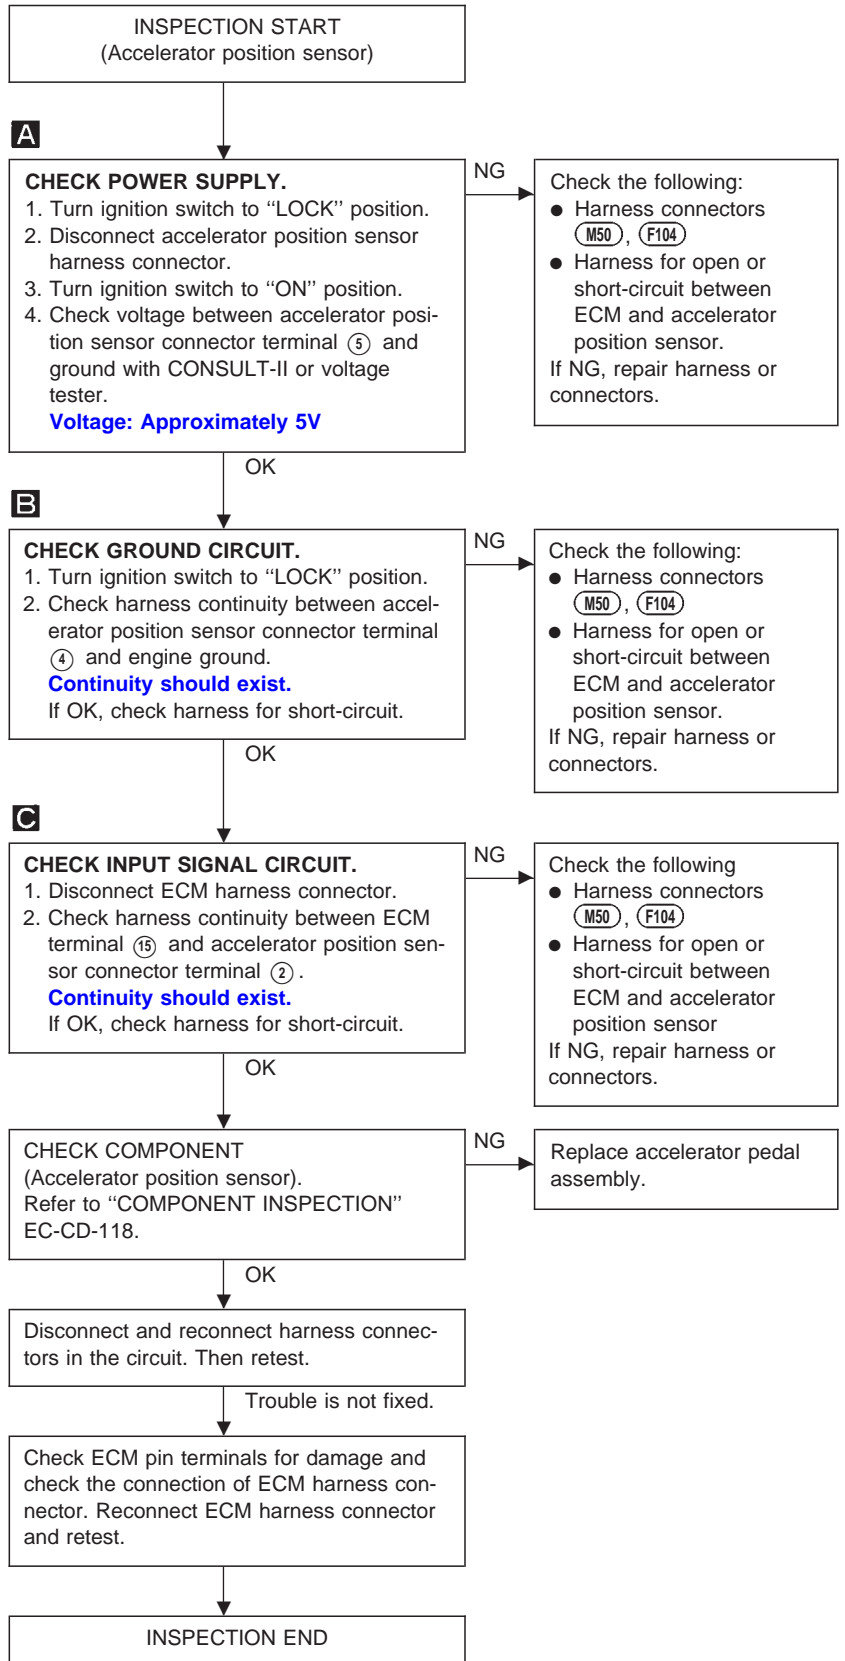 INSPECTION START
(Accelerator position sensor)
A
CHECK POWER SUPPLY.
1. Turn ignition switch to ‘‘LOCK’’ position.
2. Disconnect accelerator position sensor
harness connector.
3. Turn ignition switch to ‘‘ON’’ position.
4. Check voltage between accelerator posi-
tion sensor connector terminal ⑤ and
ground with CONSULT-II or voltage
tester.
Voltage: Approximately 5V
NG
Check the following:
● Harness connectors
M50, F104
● Harness for open or
short-circuit between
ECM and accelerator
position sensor.
If NG, repair harness or
connectors.
OK
B
CHECK GROUND CIRCUIT.
1. Turn ignition switch to ‘‘LOCK’’ position.
2. Check harness continuity between accel-
erator position sensor connector terminal
④ and engine ground.
Continuity should exist.
If OK, check harness for short-circuit.
NG
Check the following:
● Harness connectors
M50, F104
● Harness for open or
short-circuit between
ECM and accelerator
position sensor.
If NG, repair harness or
connectors.
OK
C
CHECK INPUT SIGNAL CIRCUIT.
1. Disconnect ECM harness connector.
2. Check harness continuity between ECM
terminal ⑮ and accelerator position sen-
sor connector terminal ②.
Continuity should exist.
If OK, check harness for short-circuit.
NG
Check the following
● Harness connectors
M50, F104
● Harness for open or
short-circuit between
ECM and accelerator
position sensor
If NG, repair harness or
connectors.
OK
CHECK COMPONENT
(Accelerator position sensor).
Refer to ‘‘COMPONENT INSPECTION’’
EC-CD-118.
NG
Replace accelerator pedal
assembly.
OK
Disconnect and reconnect harness connec-
tors in the circuit. Then retest.
Trouble is not fixed.
Check ECM pin terminals for damage and
check the connection of ECM harness con-
nector. Reconnect ECM harness connector
and retest.
INSPECTION END